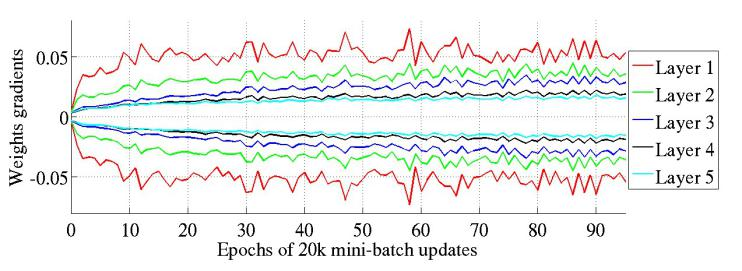 Weights gradients
0.05
0
-0.05
0 10 20 30 40 50 60 70 80 90
Epochs of 20k mini-batch updates
Layer 1
Layer 2
Layer 3
Layer 4
Layer 5